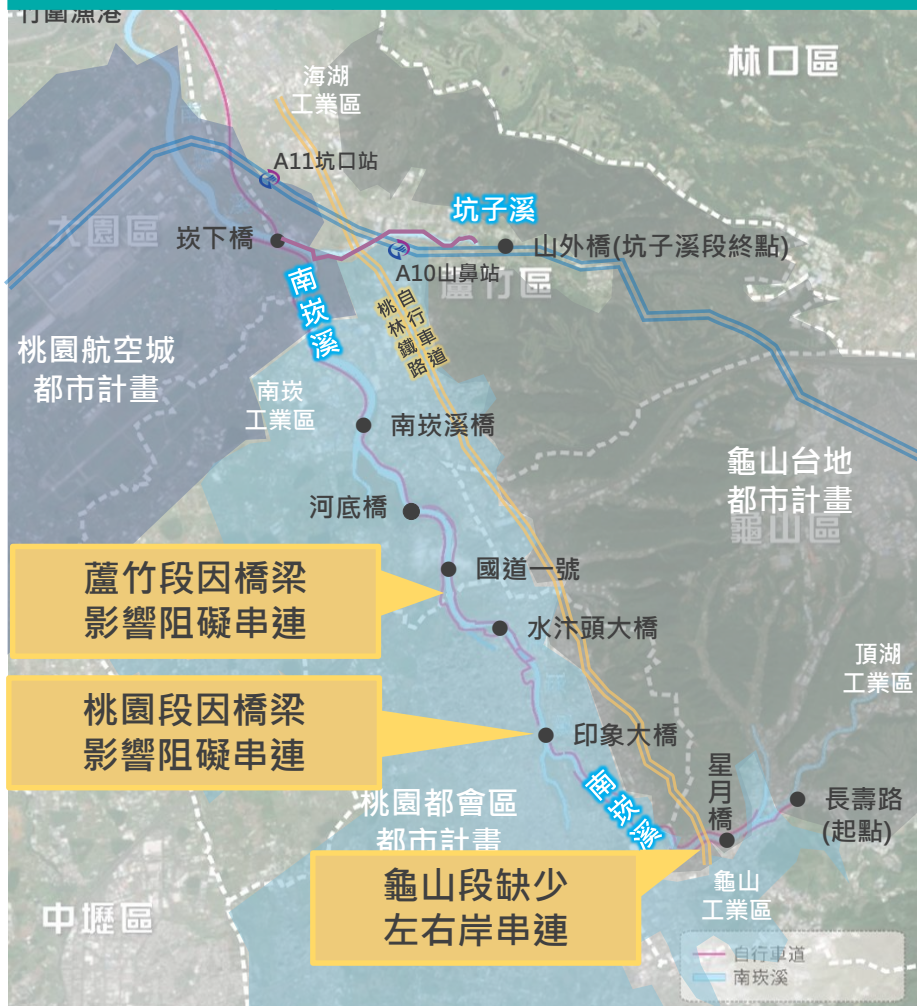 竹圍漁港
林口區
海湖
工業區
A11坑口站
坑子溪
大園區
崁下橋
山外橋(坑子溪段終點)
A10山鼻站
蘆竹區
南崁溪
桃林鐵路
自行車道
桃園航空城
都市計畫
南崁
工業區
南崁溪橋
龜山台地
都市計畫
龜山區
河底橋
蘆竹段因橋梁
影響阻礙串連
國道一號
水汴頭大橋
頂湖
工業區
桃園段因橋梁
影響阻礙串連
印象大橋
星月橋
南崁溪
長壽路
(起點)
桃園都會區
都市計畫
龜山段缺少
左右岸串連
龜山
工業區
中壢區
自行車道
南崁溪